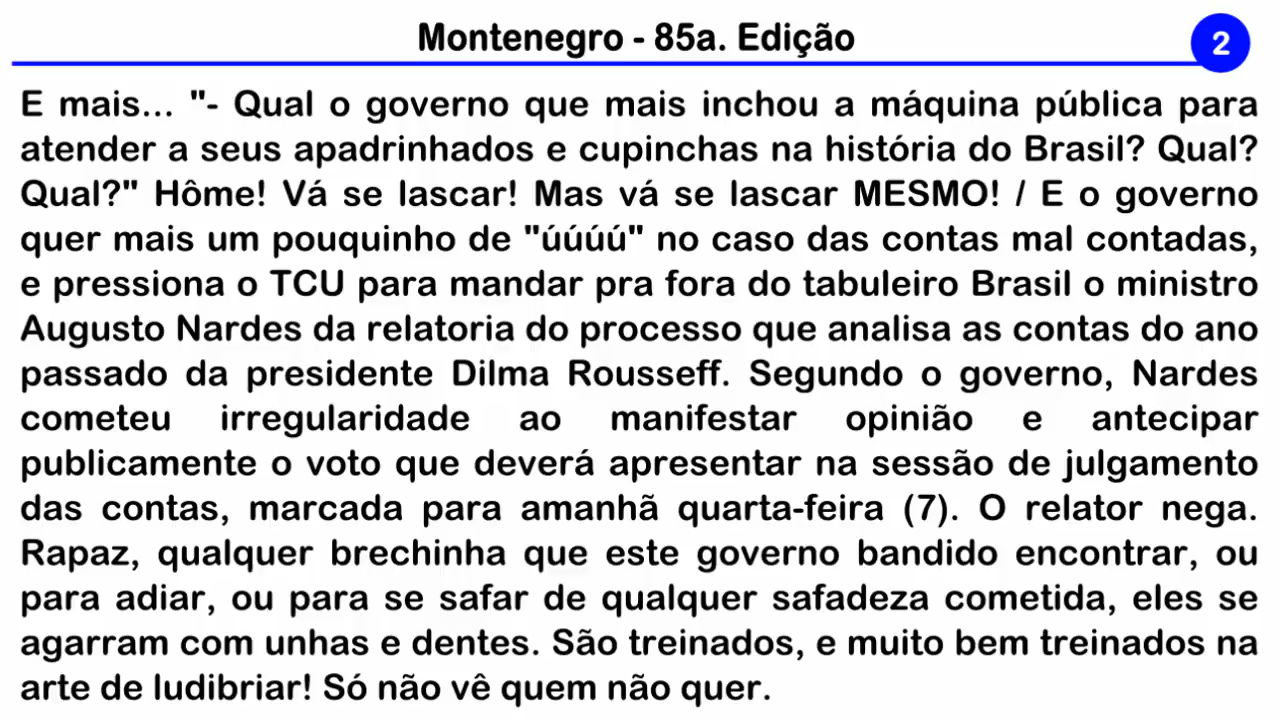 Montenegro - 85a. Edição
2
E mais... "- Qual o governo que mais inchou a máquina pública para
atender a seus apadrinhados e cupinchas na história do Brasil? Qual?
Qual?" Hôme! Vá se lascar! Mas vá se lascar MESMO! / E o governo
quer mais um pouquinho de "úúúú" no caso das contas mal contadas,
e pressiona o TCU para mandar pra fora do tabuleiro Brasil o ministro
Augusto Nardes da relatoria do processo que analisa as contas do ano
passado da presidente Dilma Rousseff. Segundo o governo, Nardes
cometeu irregularidade ao manifestar opinião e antecipar
publicamente o voto que deverá apresentar na sessão de julgamento
das contas, marcada para amanhã quarta-feira (7). O relator nega.
Rapaz, qualquer brechinha que este governo bandido encontrar, ou
para adiar, ou para se safar de qualquer safadeza cometida, eles se
agarram com unhas e dentes. São treinados, e muito bem treinados na
arte de ludibriar! Só não vê quem não quer.